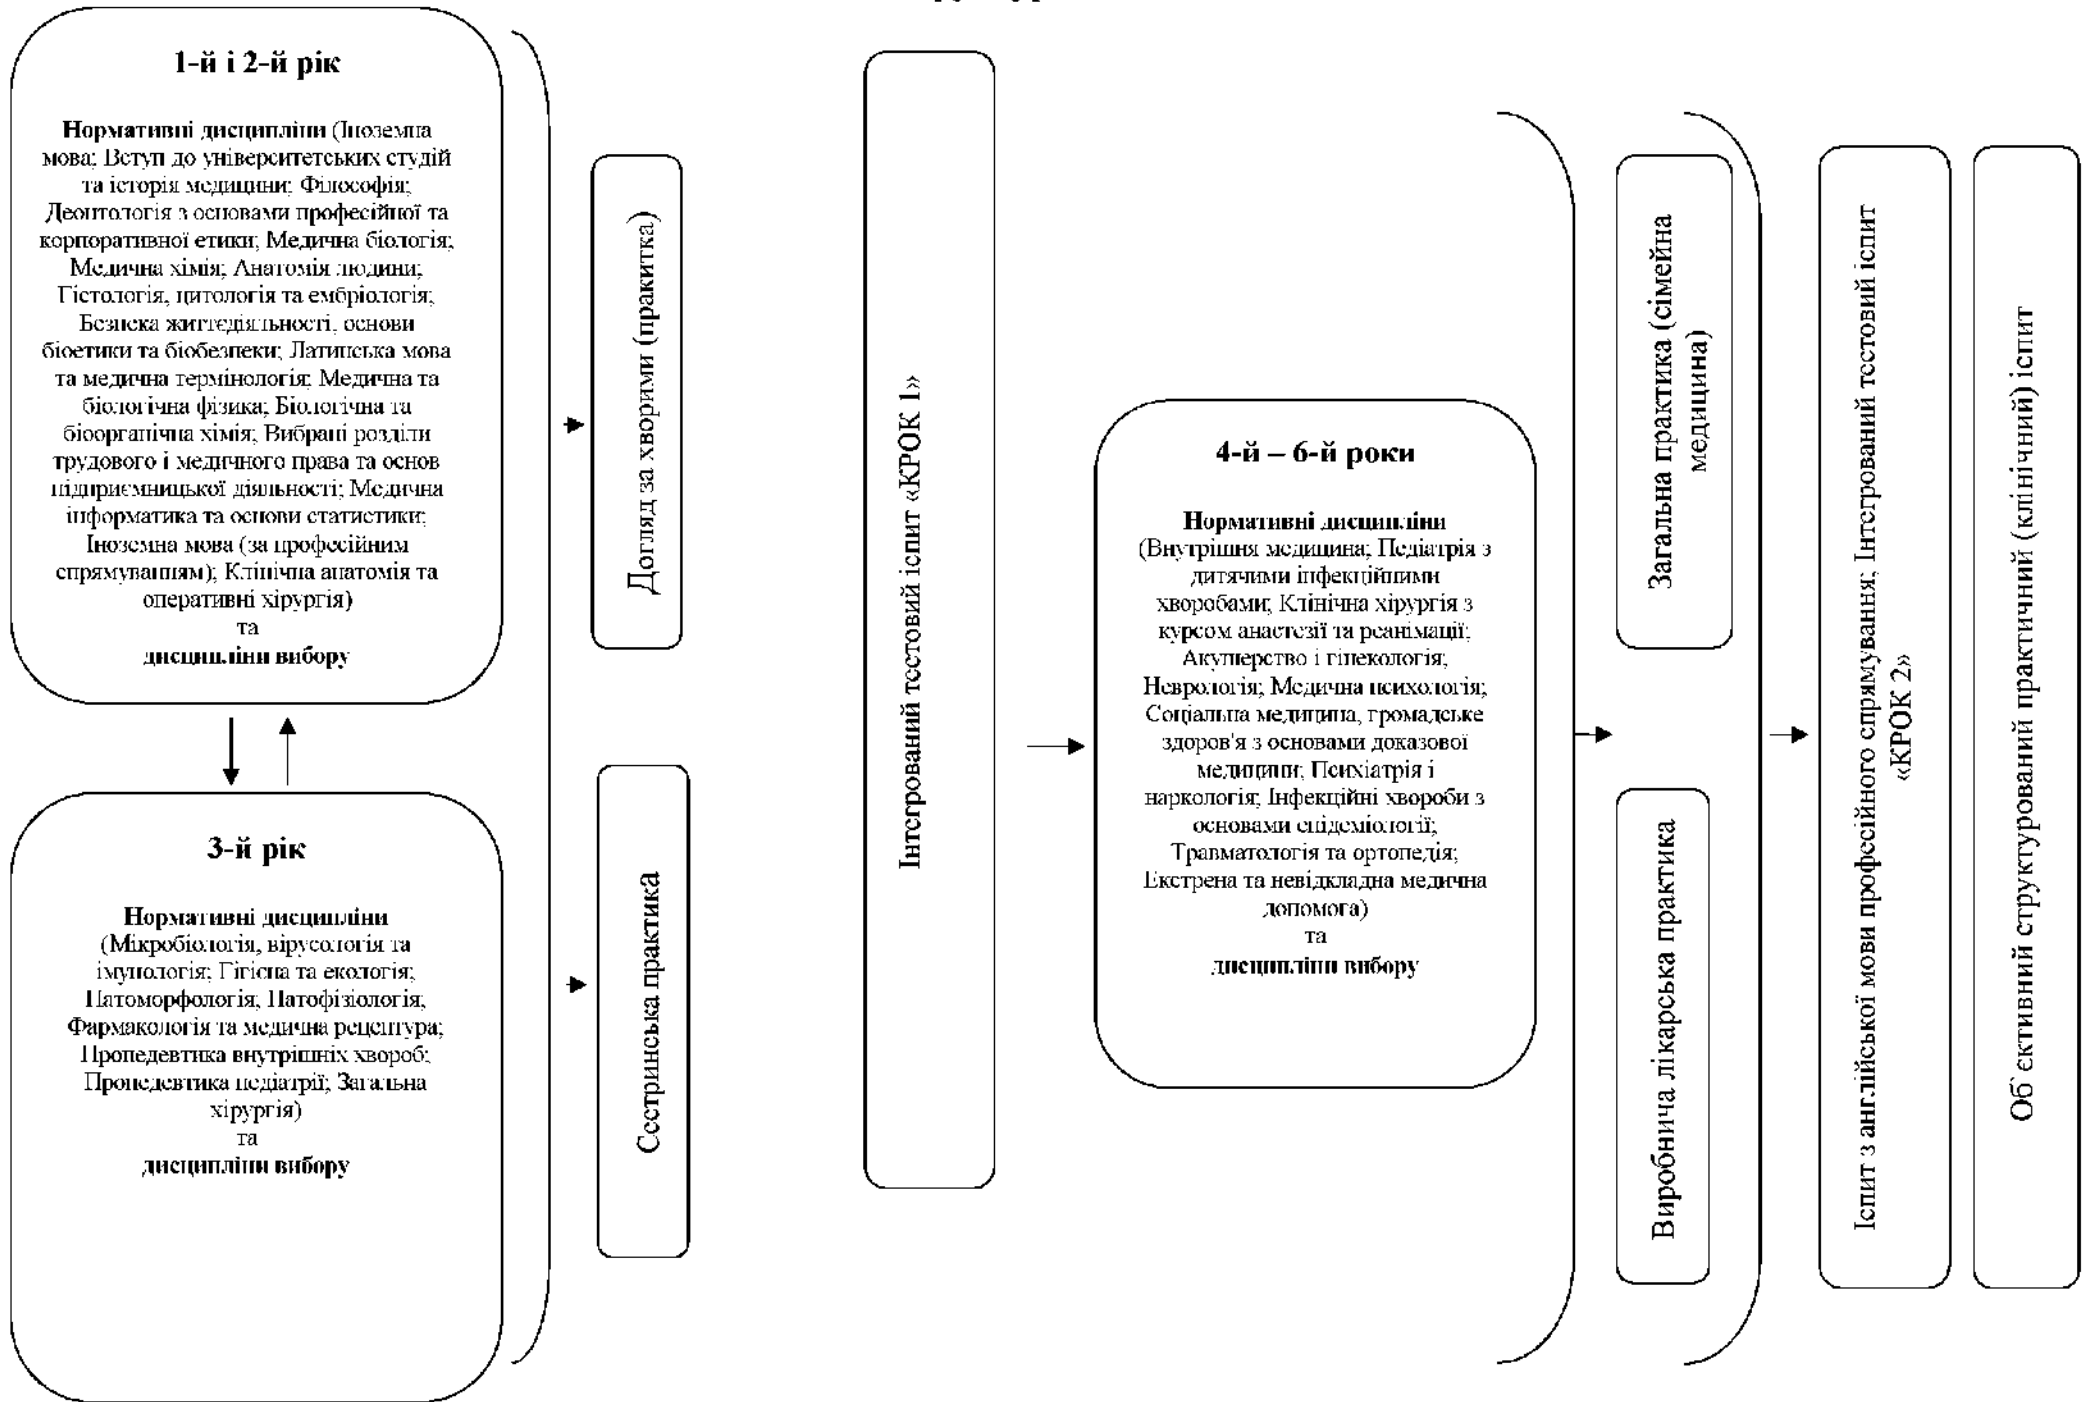 1-й і 2-й рік
Нормативні дисципліни (Іноземна
мова; Вступ до університетських студій
та історія медицини; Філософія;
Деонтологія з основами професійної та
корпоративної етики; Медична біологія;
Медична хімія; Анатомія людини;
Гістологія, цитологія та ембріологія;
Безпека життєдіяльності, основи
біоетики та біобезпеки; Латинська мова
та медична термінологія; Медична та
біологічна фізика; Біологічна та
біоорганічна хімія; Вибрані розділи
трудового і медичного права та основ
підприємницької діяльності; Медична
інформатика та основи статистики;
Іноземна мова (за професійним
спрямуванням); Клінічна анатомія та
оперативні хірургія)
та
дисципліни вибору
3-й рік
Нормативні дисципліни
(Мікробіологія, вірусологія та
імунологія; Гігієна та екологія;
Патоморфологія; Патофізіологія;
Фармакологія та медична рецептура;
Пропедевтика внутрішніх хвороб;
Пропедевтика педіатрії; Загальна
хірургія)
та
дисципліни вибору
Догляд за хворими (пракитка)
Сестринська практика
Інтегрований тестовий іспит «КРОК 1»
4-й – 6-й роки
Нормативні дисципліни
(Внутрішня медицина; Педіатрія з
дитячими інфекційними
хворобами; Клінічна хірургія з
курсом анастезії та реанімації;
Акушерство і гінекологія;
Неврологія; Медична психологія;
Соціальна медицина, громадське
здоров'я з основами доказової
медицини; Психіатрія і
наркологія; Інфекційні хвороби з
основами епідеміології;
Травматологія та ортопедія;
Екстрена та невідкладна медична
допомога)
та
дисципліни вибору
Загальна практика (сімейна
медицина)
Виробнича лікарська практика
Іспит з англійської мови професійного спрямування; Інтегрований тестовий іспит
«КРОК 2»
Об'єктивний структурований практичний (клінічний) іспит